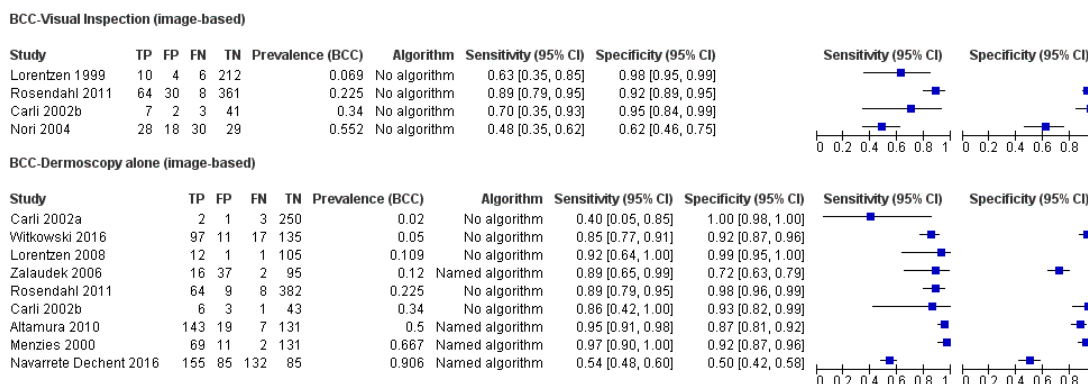 BCC-Visual Inspection (image-based)
Study TP FP FN TN Prevalence (BCC) Algorithm Sensitivity (95% CI) Specificity (95% CI) Sensitivity (95% CI) Specificity (95%
Lorentzen 1999 10 4 6 212 0.069 No algorithm 0.63 [0.35, 0.85] 0.98 [0.95, 0.99]
Rosendahl 2011 64 30 8 361 0.225 No algorithm 0.89 [0.79, 0.95] 0.92 [0.89, 0.95]
Carli 2002b 7 2 3 41 0.34 No algorithm 0.70 [0.35, 0.93] 0.95 [0.84, 0.99]
Nori 2004 28 18 30 29 0.552 No algorithm 0.48 [0.35, 0.62] 0.62 [0.46, 0.75]
0 0.2 0.4 0.6 0.8 1 0 0.2 0.4 0.6 0.8
BCC-Dermoscopy alone (image-based)
Study TP FP FN TN Prevalence (BCC) Algorithm Sensitivity (95% CI) Specificity (95% CI) Sensitivity (95% CI) Specificity (95%
Carli 2002a 2 1 3 250 0.02 No algorithm 0.40 [0.05, 0.85] 1.00 [0.98, 1.00]
Witkowski 2016 97 11 17 135 0.05 No algorithm 0.85 [0.77, 0.91] 0.92 [0.87, 0.96]
Lorentzen 2008 12 1 1 105 0.109 No algorithm 0.92 [0.64, 1.00] 0.99 [0.95, 1.00]
Zalaudek 2006 16 37 2 95 0.12 Named algorithm 0.89 [0.65, 0.99] 0.72 [0.63, 0.79]
Rosendahl 2011 64 9 8 382 0.225 No algorithm 0.89 [0.79, 0.95] 0.98 [0.96, 0.99]
Carli 2002b 6 3 1 43 0.34 No algorithm 0.86 [0.42, 1.00] 0.93 [0.82, 0.99]
Altamura 2010 143 19 7 131 0.5 Named algorithm 0.95 [0.91, 0.98] 0.87 [0.81, 0.92]
Menzies 2000 69 11 2 131 0.667 Named algorithm 0.97 [0.90, 1.00] 0.92 [0.87, 0.96]
Navarrete Dechent 2016 155 85 132 85 0.906 Named algorithm 0.54 [0.48, 0.60] 0.50 [0.42, 0.58]
0 0.2 0.4 0.6 0.8 1 0 0.2 0.4 0.6 0.8